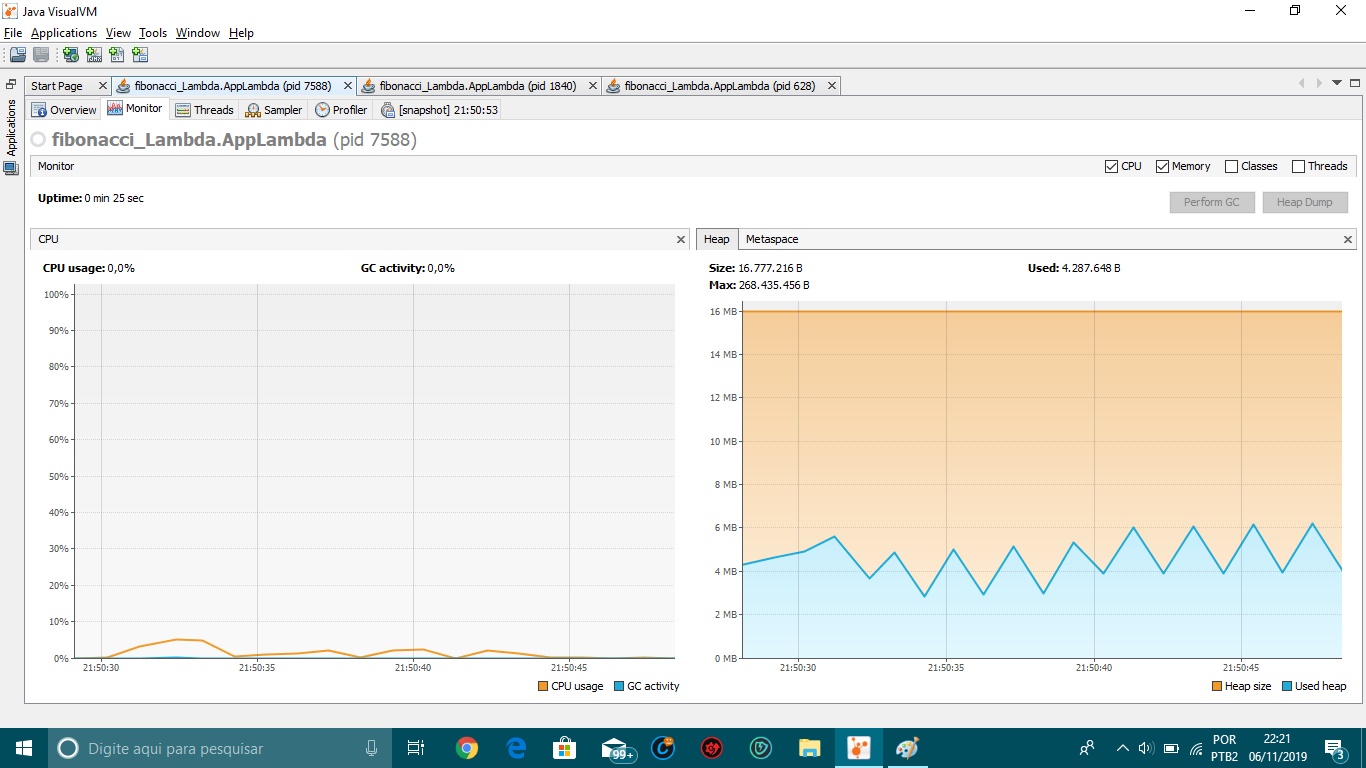 Java VisualVM
File Applications View Tools Window Help
Start Page fibonacci_Lambda.AppLambda (pid 7588) fibonacci_Lambda.AppLambda (pid 1840) fibonacci_Lambda.AppLambda (pid 628)
Applications
Overview Monitor Threads Sampler Profiler [snapshot] 21:50:53
fibonacci_Lambda.AppLambda (pid 7588)
Monitor CPU Memory Classes Threads
Uptime: 0 min 25 sec
Perform GC Heap Dump
CPU
CPU usage: 0,0% GC activity: 0,0%
100%
90%
80%
70%
60%
50%
40%
30%
20%
10%
0%
21:50:30 21:50:35 21:50:40 21:50:45
CPU usage GC activity
Heap Metaspace
Size: 16.777.216 B Used: 4.287.648 B
Max: 268.435.456 B
16 MB
14 MB
12 MB
10 MB
8 MB
6 MB
4 MB
2 MB
0 MB
21:50:30 21:50:35 21:50:40 21:50:45
Heap size Used heap
Digite aqui para pesquisar
99+
POR
PTB2
22:21
06/11/2019
3